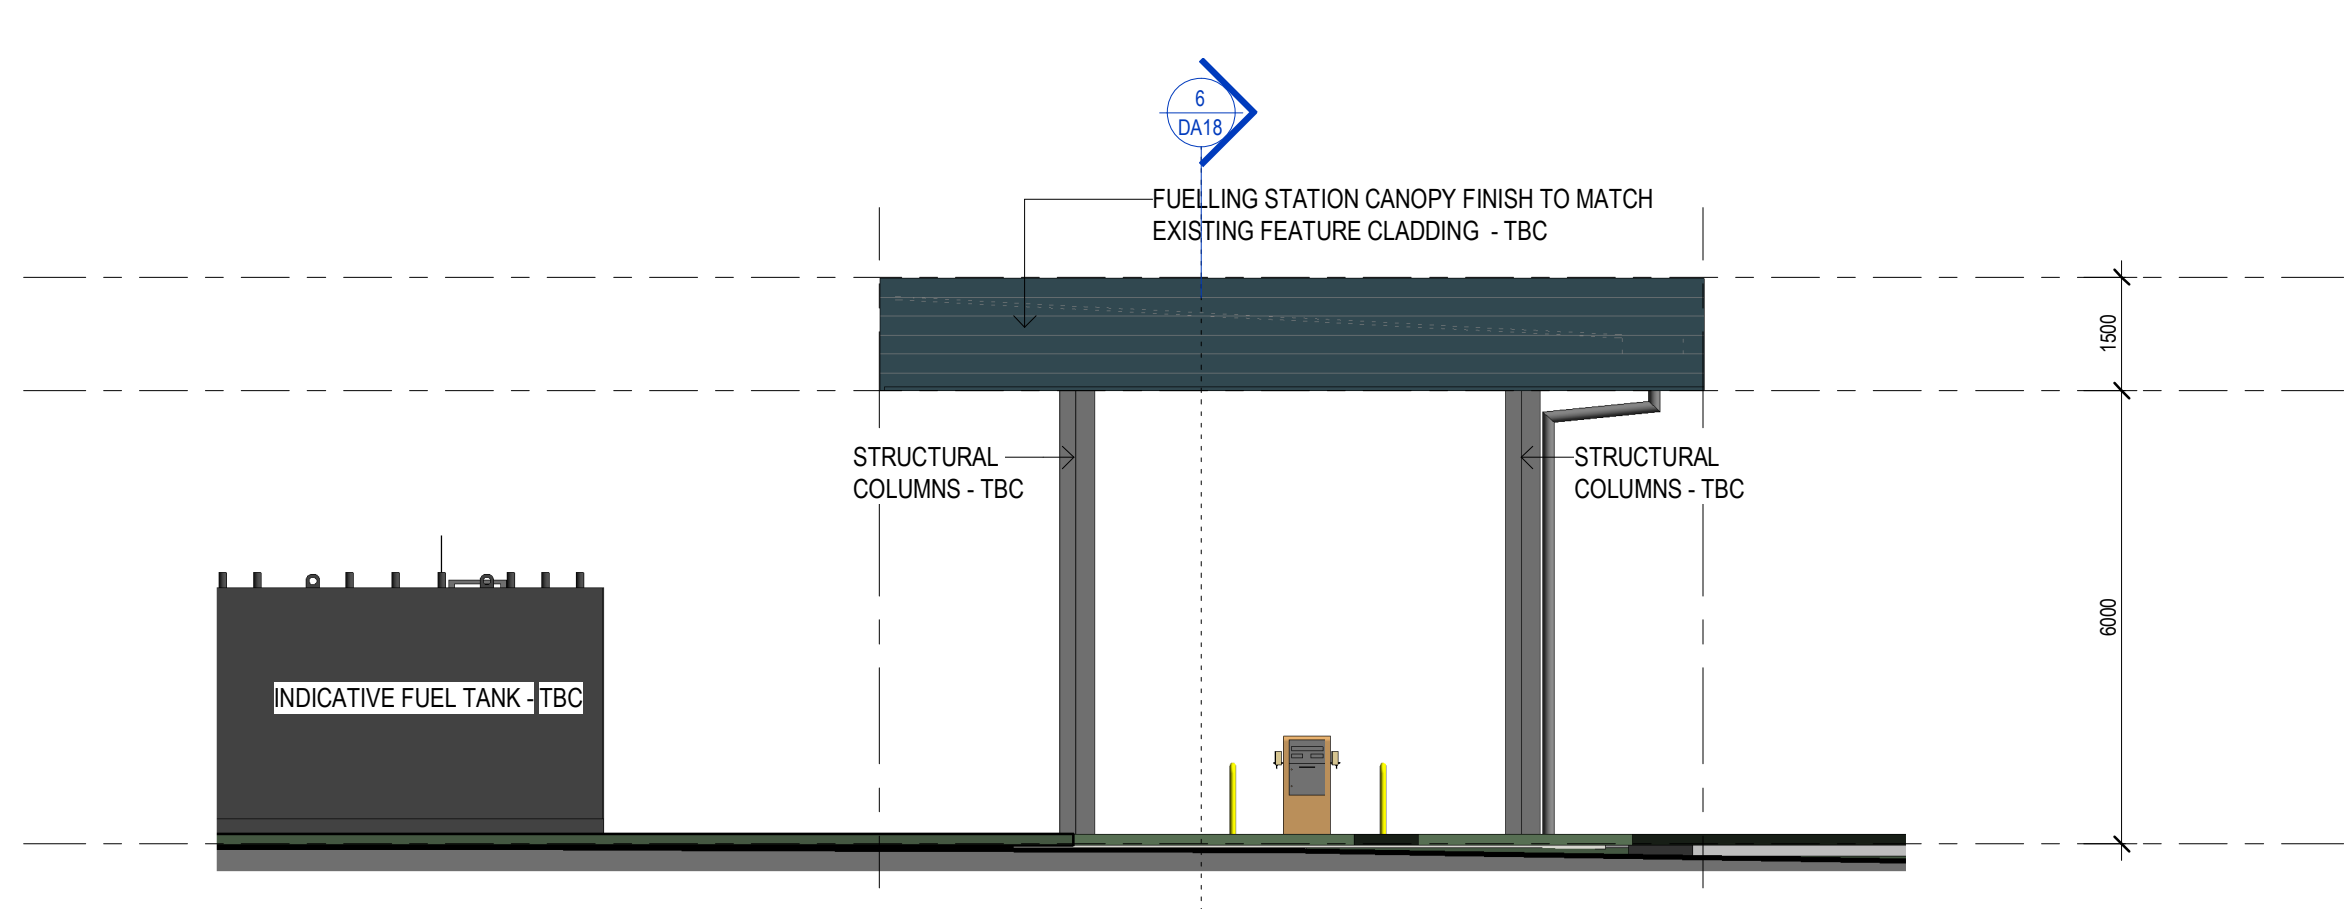 6
DA18
FUELLING STATION CANOPY FINISH TO MATCH
EXISTING FEATURE CLADDING - TBC
1500
STRUCTURAL
COLUMNS - TBC
STRUCTURAL
COLUMNS - TBC
6000
INDICATIVE FUEL TANK - TBC